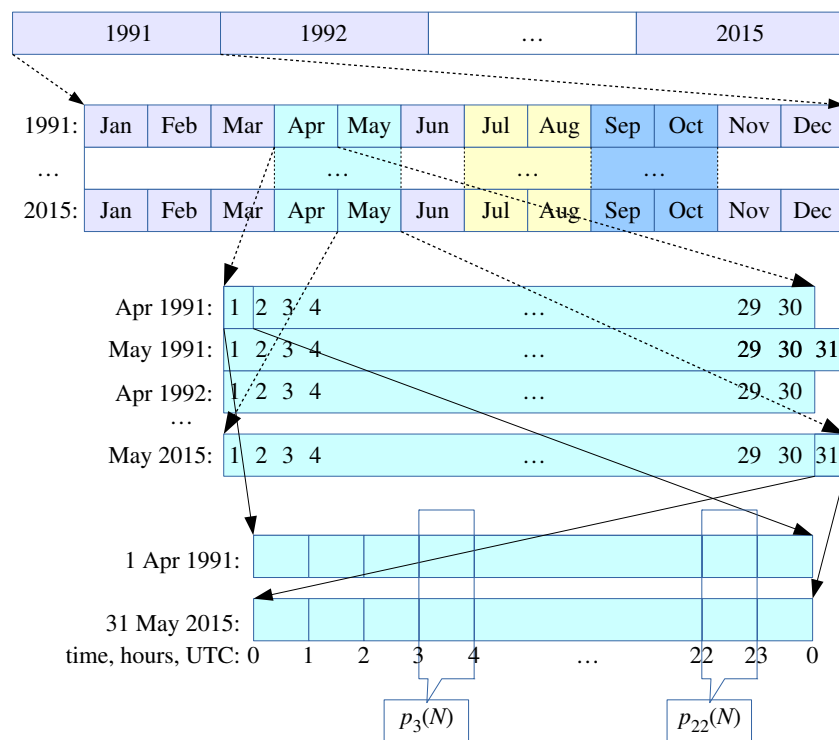 1991 1992 … 2015
1991: Jan Feb Mar Apr May Jun Jul Aug Sep Oct Nov Dec
… … … …
2015: Jan Feb Mar Apr May Jun Jul Aug Sep Oct Nov Dec
Apr 1991: 1 2 3 4 … 29 30
May 1991: 1 2 3 4 … 29 30 31
Apr 1992: 1 2 3 4 … 29 30
…
May 2015: 1 2 3 4 … 29 30 31
1 Apr 1991:
31 May 2015:
time, hours, UTC: 0 1 2 3 4 … 22 23 0
p₃(N) p₂₂(N)